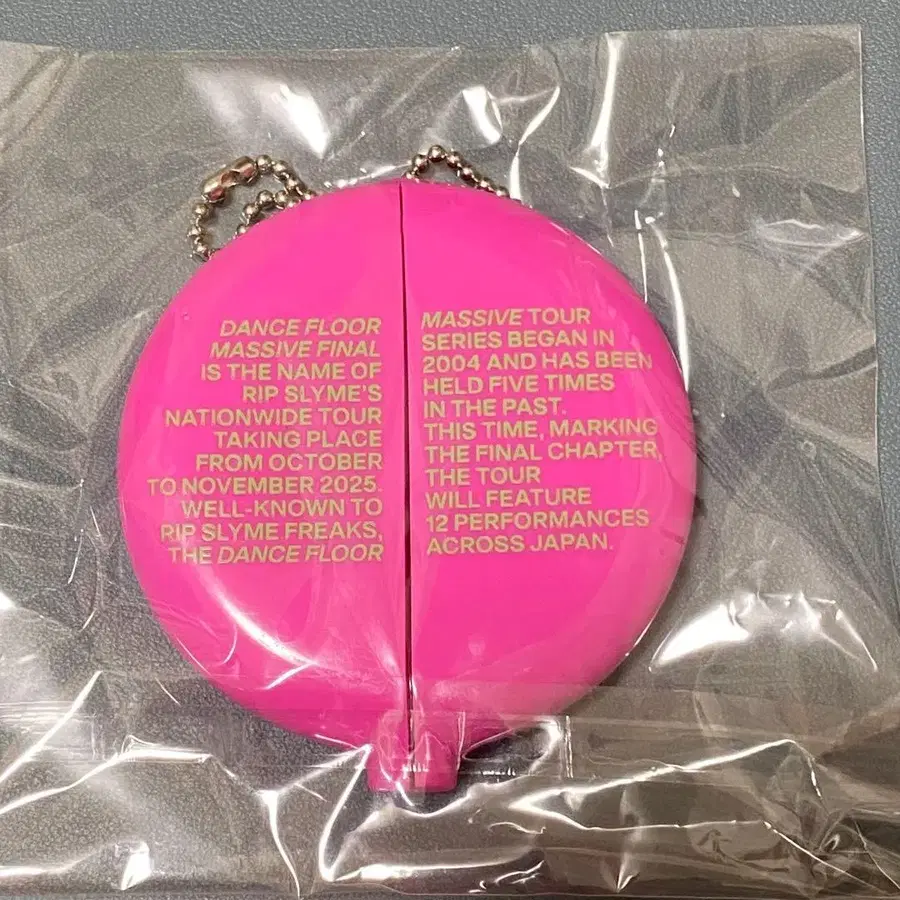 DANCE FLOOR
MASSIVE FINAL
IS THE NAME OF
RIP SLYME'S
NATIONWIDE TOUR
TAKING PLACE
FROM OCTOBER
TO NOVEMBER 2025.
WELL-KNOWN TO
RIP SLYME FREAKS,
THE DANCE FLOOR
MASSIVE TOUR
SERIES BEGAN IN
2004 AND HAS BEEN
HELD FIVE TIMES
IN THE PAST.
THIS TIME, MARKING
THE FINAL CHAPTER,
THE TOUR
WILL FEATURE
12 PERFORMANCES
ACROSS JAPAN.